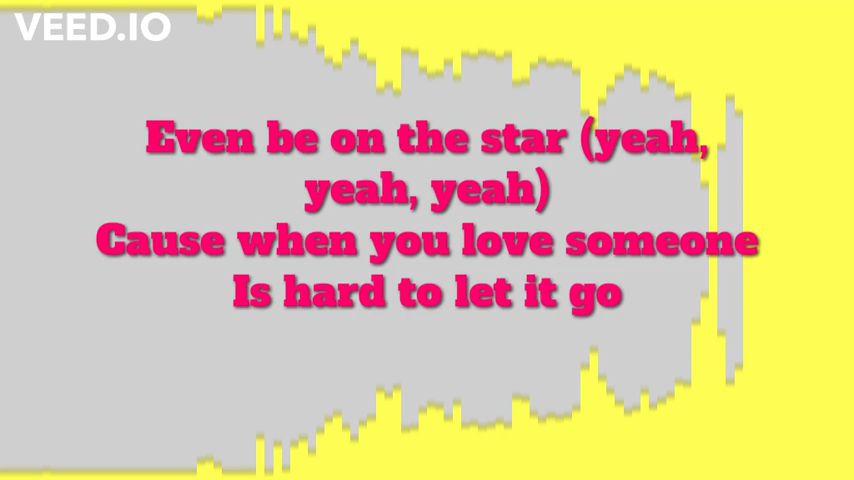 VEED.IO
Even be on the star (yeah,
yeah, yeah)
Cause when you love someone
Is hard to let it go